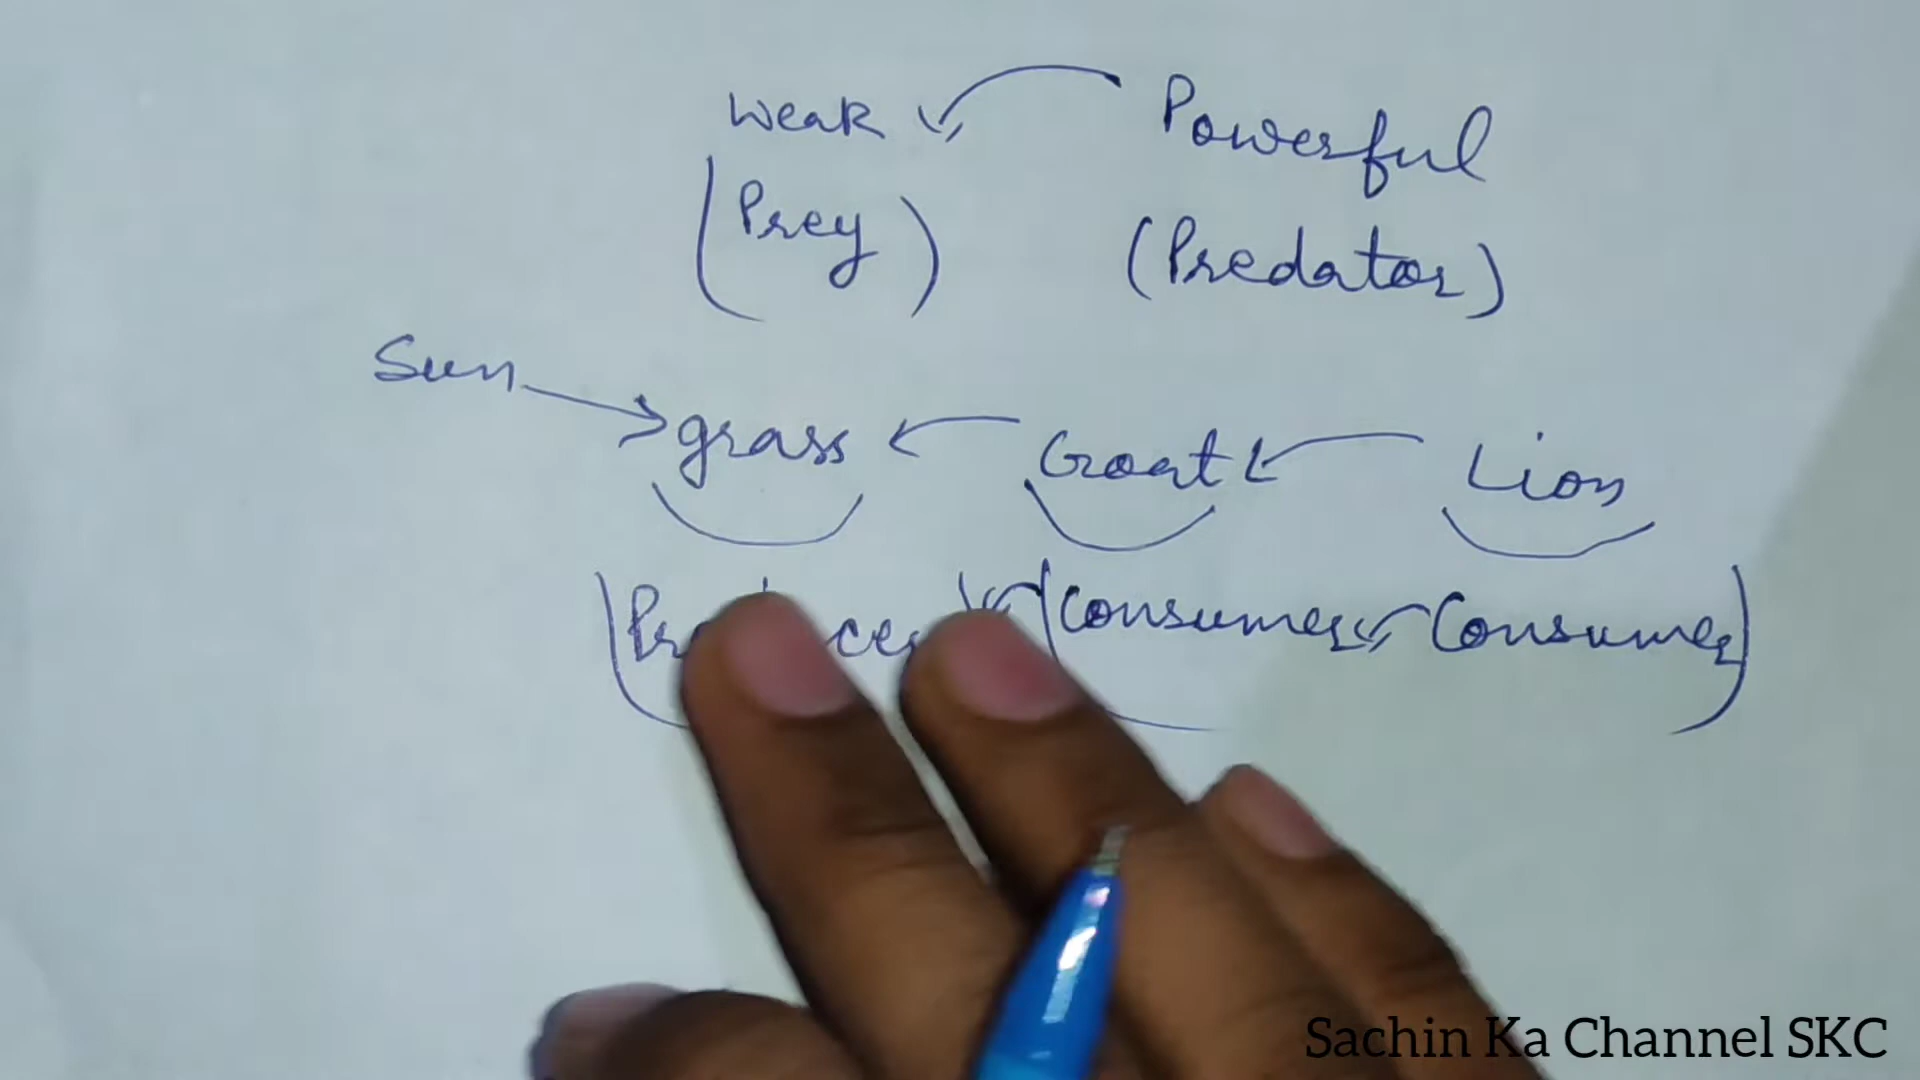 Weak Powerful
(Prey) (Predator)
Sun
grass Goat Lion
(Consumer Consumer)
Sachin Ka Channel SKC